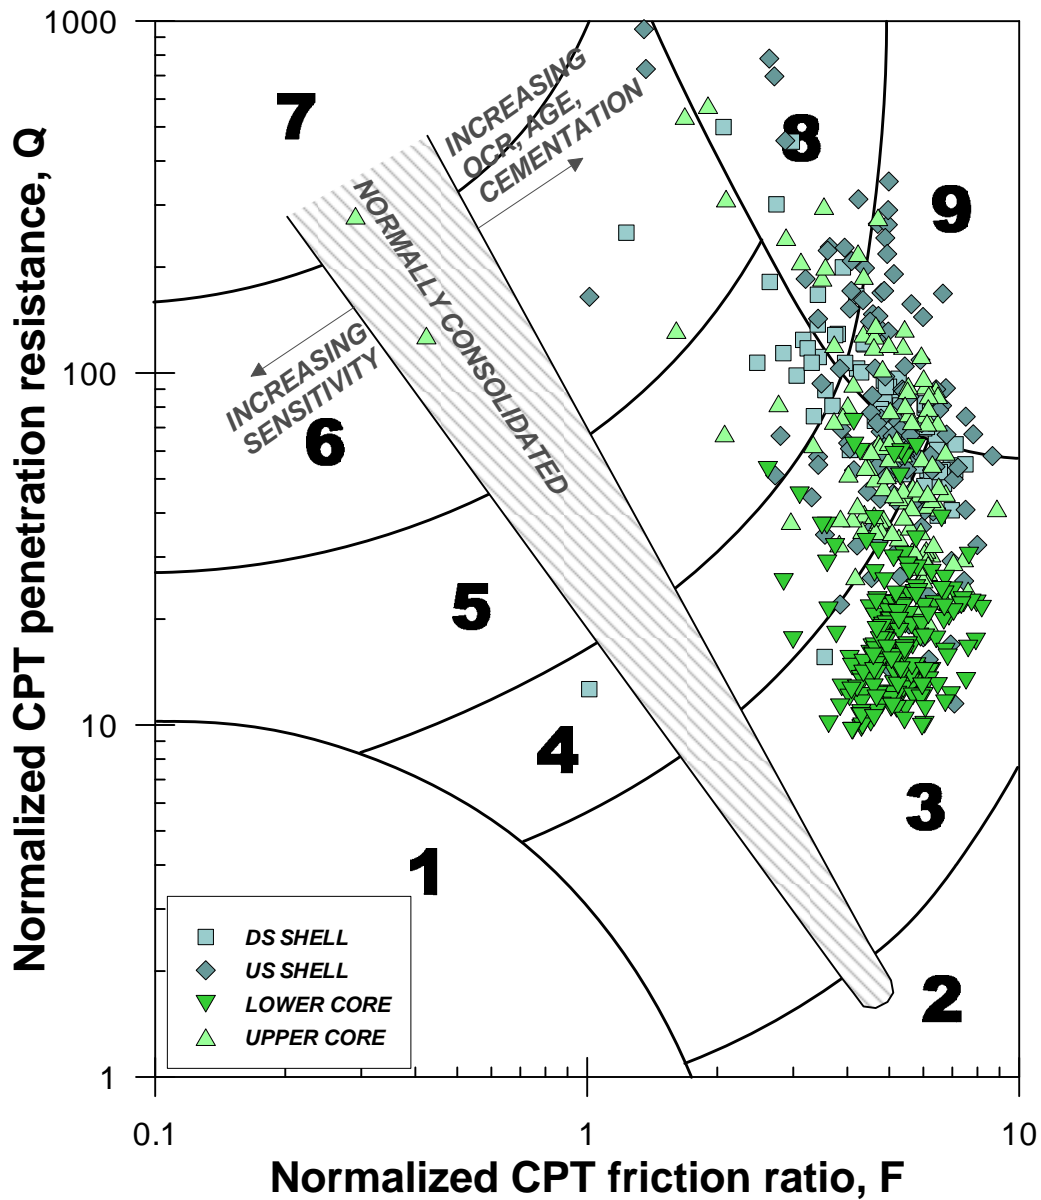 1000
100
10
1
Normalized CPT penetration resistance, Q
7
INCREASING
OCR, AGE,
CEMENTATION
8
9
NORMALLY CONSOLIDATED
INCREASING
SENSITIVITY
6
5
4
3
1
2
DS SHELL
US SHELL
LOWER CORE
UPPER CORE
0.1
1
10
Normalized CPT friction ratio, F